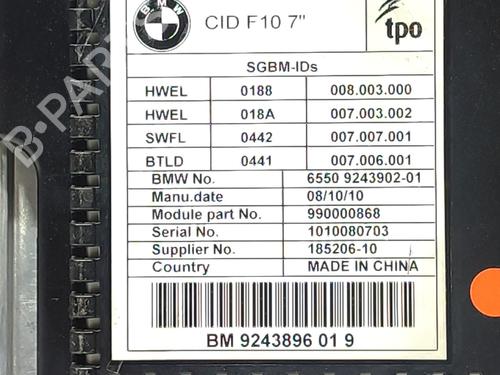 BMW
CID F10 7"
tpo
SGBM-IDs
HWEL 0188 008.003.000
HWEL 018A 007.003.002
SWFL 0442 007.007.001
BTLD 0441 007.006.001
BMW No. 6550 9243902-01
Manu.date 08/10/10
Module part No. 990000868
Serial No. 1010080703
Supplier No. 185206-10
Country MADE IN CHINA
BM 9243896 01 9
B-PARTS